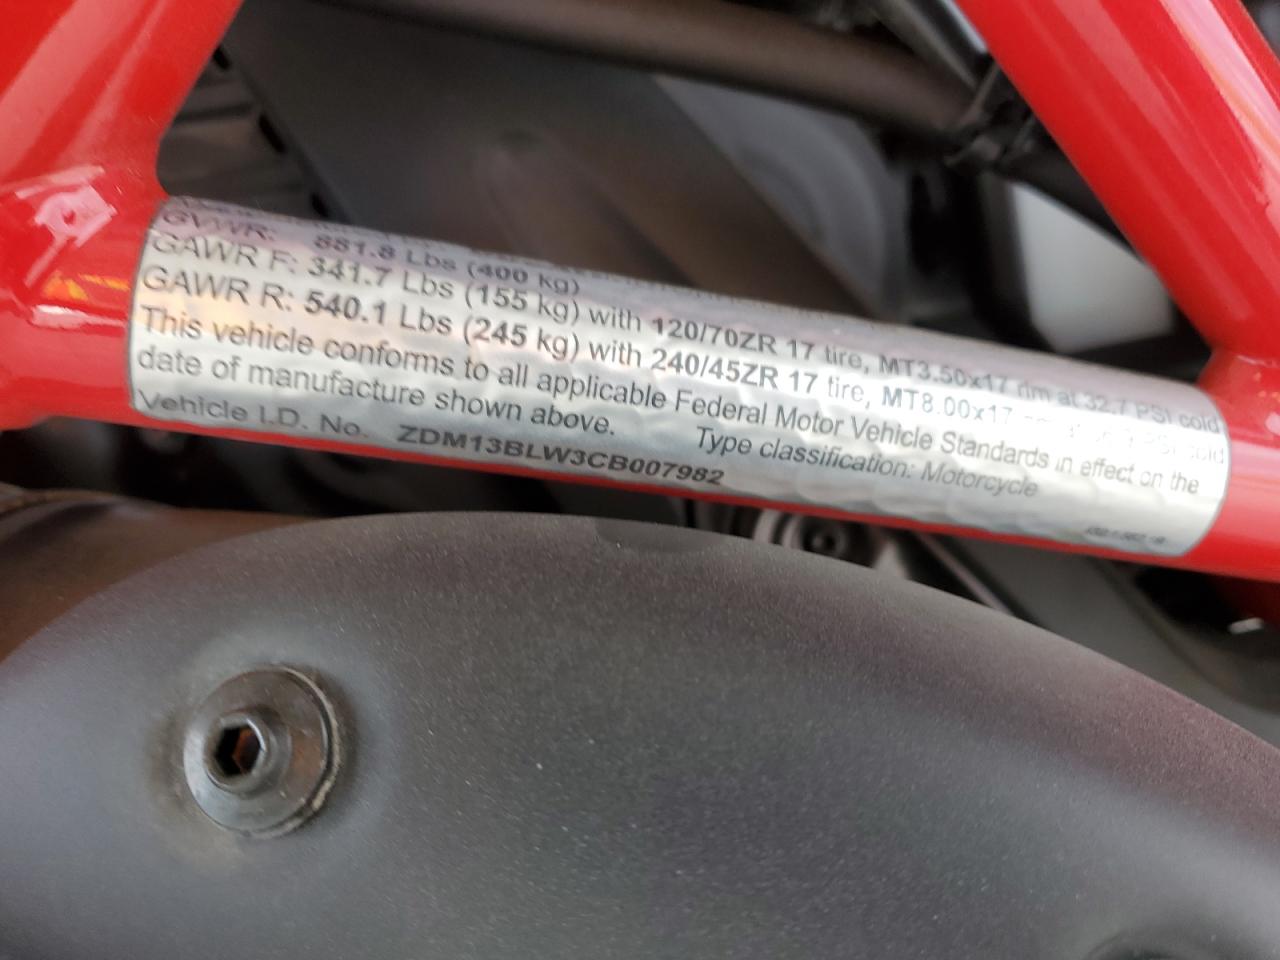 GVWR: 881.8 Lbs (400 kg)
GAWR F: 341.7 Lbs (155 kg) with 120/70ZR 17 tire, MT3.50x17 rim at 32.7 PSI cold
GAWR R: 540.1 Lbs (245 kg) with 240/45ZR 17 tire, MT8.00x17 PSI cold
This vehicle conforms to all applicable Federal Motor Vehicle Standards in effect on the
date of manufacture shown above. Type classification: Motorcycle
Vehicle I.D. No. ZDM13BLW3CB007982